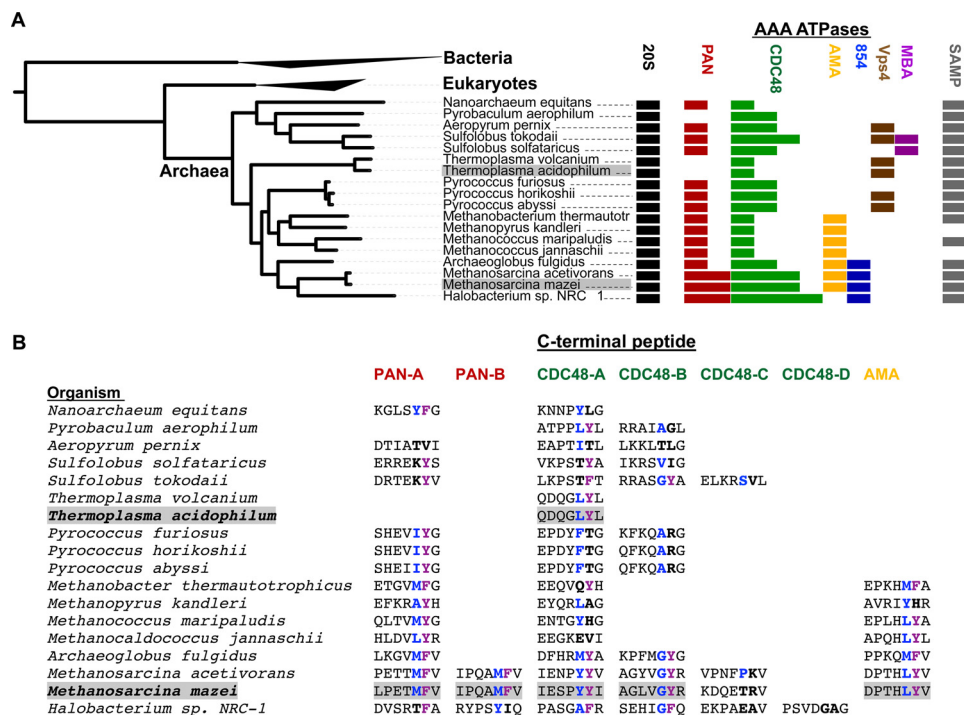 A
AAA ATPases
20S PAN CDC48 AMA 854 Vps4 MBA SAMP
Bacteria
Eukaryotes
Archaea
Nanoarchaeum equitans
Pyrobaculum aerophilum
Aeropyrum pernix
Sulfolobus tokodaii
Sulfolobus solfataricus
Thermoplasma volcanium
Thermoplasma acidophilum
Pyrococcus furiosus
Pyrococcus horikoshii
Pyrococcus abyssi
Methanobacterium thermautotr
Methanopyrus kandleri
Methanococcus maripaludis
Methanococcus jannaschii
Archaeoglobus fulgidus
Methanosarcina acetivorans
Methanosarcina mazei
Halobacterium sp. NRC 1
B
C-terminal peptide
PAN-A PAN-B CDC48-A CDC48-B CDC48-C CDC48-D AMA
Organism
Nanoarchaeum equitans KGLSYFG KNNPYLG
Pyrobaculum aerophilum ATPPLYL RRAIAGL
Aeropyrum pernix DTIATVI EAPTITL LKKLTLG
Sulfolobus solfataricus ERREKYS VKPSTYA IKRSVIG
Sulfolobus tokodaii DRTEKYV LKPSTFT RRASGYA ELKRSVL
Thermoplasma volcanium QDQGLYL
Thermoplasma acidophilum QDQGLYL
Pyrococcus furiosus SHEVIYG EPDYFTG KFKQARG
Pyrococcus horikoshii SHEVIYG EPDYFTG QFKQARG
Pyrococcus abyssi SHEIIYG EPDYFTG QFKQARG
Methanobacter thermautotrophicus ETGVMFG EEQVQYH EPKHMFA
Methanopyrus kandleri EFKRAYH EYQRLAG AVRIYHR
Methanococcus maripaludis QLTVMYG ENTGYHG EPLHLYA
Methanocaldococcus jannaschii HLDVLYR EEGKEVI APQHLYL
Archaeoglobus fulgidus LKGVMFV DFHRMYA KPFMGYG PPKQMFV
Methanosarcina acetivorans PETTMFV IPQAMFV IENPYYV AGYVGYR VPNFPKV DPTHLYV
Methanosarcina mazei LPETMFV IPQAMFV IESPYYI AGLVGYR KDQETRV DPTHLYV
Halobacterium sp. NRC-1 DVSRTFA RYPSYIQ PASGAFR SEHIGFQ EKPAEAV PSVDGAG